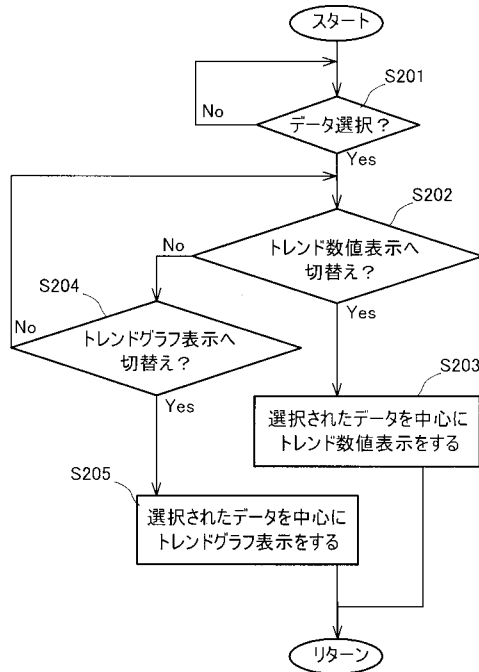 スタート
S201
データ選択？
No
Yes
S202
トレンド数値表示へ
切替え？
No
Yes
S204
トレンドグラフ表示へ
切替え？
No
Yes
S203
選択されたデータを中心に
トレンド数値表示をする
S205
選択されたデータを中心に
トレンドグラフ表示をする
リターン